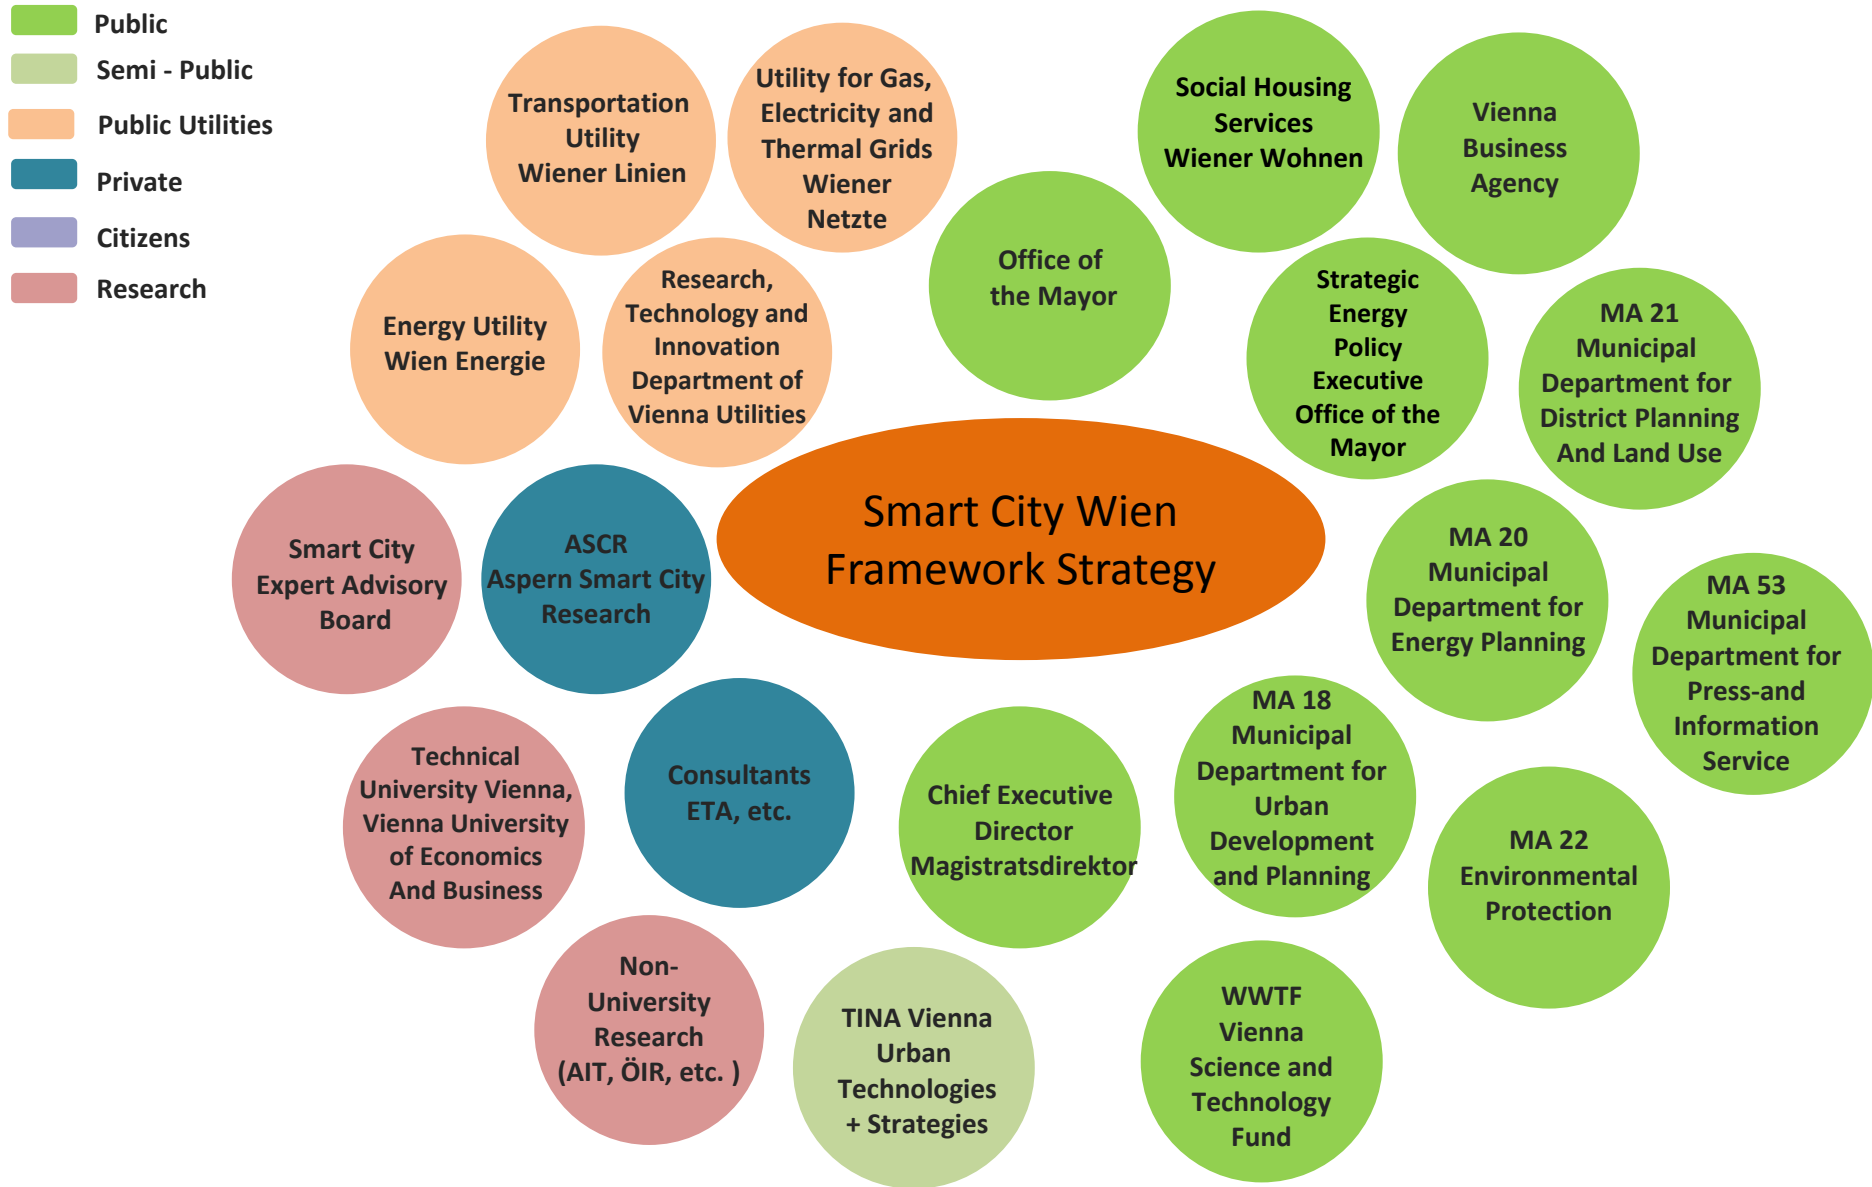 Public
Semi - Public
Public Utilities
Private
Citizens
Research
Transportation
Utility
Wiener Linien
Utility for Gas,
Electricity and
Thermal Grids
Wiener
Netzte
Social Housing
Services
Wiener Wohnen
Vienna
Business
Agency
Office of
the Mayor
Energy Utility
Wien Energie
Research,
Technology and
Innovation
Department of
Vienna Utilities
Strategic
Energy
Policy
Executive
Office of the
Mayor
MA 21
Municipal
Department for
District Planning
And Land Use
Smart City Wien
Framework Strategy
Smart City
Expert Advisory
Board
ASCR
Aspern Smart City
Research
MA 20
Municipal
Department for
Energy Planning
MA 53
Municipal
Department for
Press-and
Information
Service
Technical
University Vienna,
Vienna University
of Economics
And Business
Consultants
ETA, etc.
Chief Executive
Director
Magistratsdirektor
MA 18
Municipal
Department for
Urban
Development
and Planning
MA 22
Environmental
Protection
Non-
University
Research
(AIT, ÖIR, etc. )
TINA Vienna
Urban
Technologies
+ Strategies
WWTF
Vienna
Science and
Technology
Fund